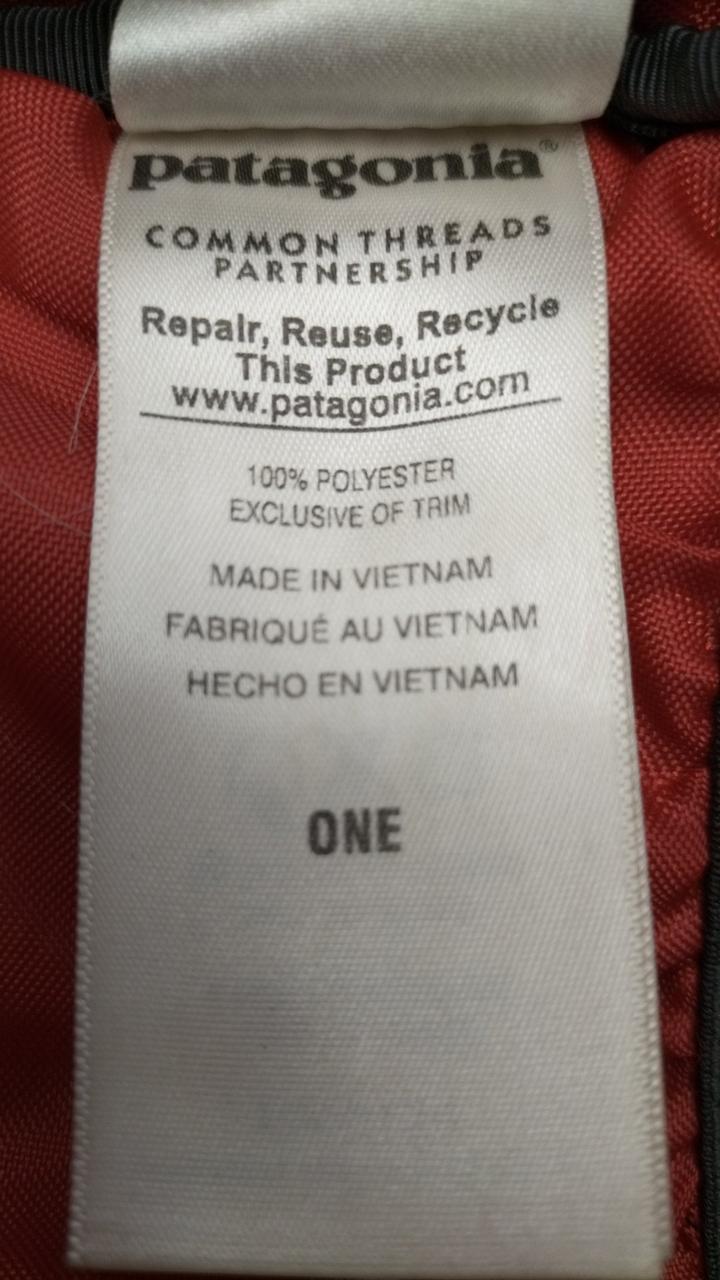 patagonia®
COMMON THREADS
PARTNERSHIP
Repair, Reuse, Recycle
This Product
www.patagonia.com
100% POLYESTER
EXCLUSIVE OF TRIM
MADE IN VIETNAM
FABRIQUÉ AU VIETNAM
HECHO EN VIETNAM
ONE